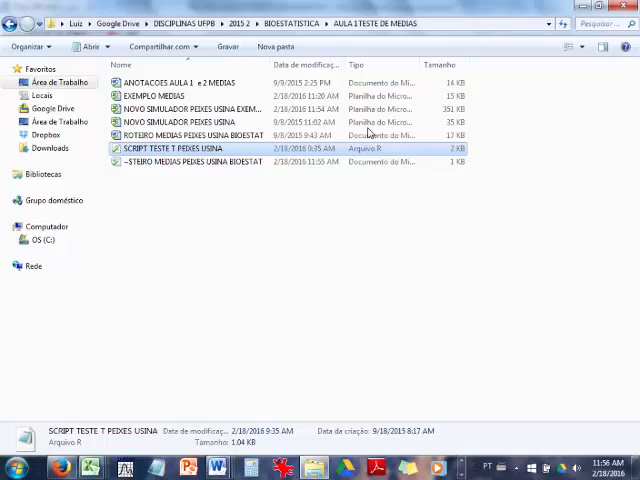 Luiz ▸ Google Drive ▸ DISCIPLINAS UFPB ▸ 2015 2 ▸ BIOESTATISTICA ▸ AULA 1TESTE DE MEDIAS
Pesquisar ...
Organizar Abrir Compartilhar com Gravar Nova pasta
Nome Data de modificaç... Tipo Tamanho
Favoritos
Área de Trabalho
Locais
Google Drive
Área de Trabalho
Dropbox
Downloads
Bibliotecas
Grupo doméstico
Computador
OS (C:)
Rede
ANOTACOES AULA 1 e 2 MEDIAS 9/9/2015 2:25 PM Documento do Mi... 14 KB
EXEMPLO MEDIAS 2/18/2016 11:20 AM Planilha do Micro... 15 KB
NOVO SIMULADOR PEIXES USINA EXEM... 2/18/2016 11:54 AM Planilha do Micro... 351 KB
NOVO SIMULADOR PEIXES USINA 9/8/2015 11:02 AM Planilha do Micro... 35 KB
ROTEIRO MEDIAS PEIXES USINA BIOESTAT 9/8/2015 9:43 AM Documento do Mi... 17 KB
SCRIPT TESTE T PEIXES USINA 2/18/2016 9:35 AM Arquivo R 2 KB
~$TEIRO MEDIAS PEIXES USINA BIOESTAT 2/18/2016 11:55 AM Documento do Mi... 1 KB
SCRIPT TESTE T PEIXES USINA Data de modificaç... 2/18/2016 9:35 AM Data da criação: 9/18/2015 8:17 AM
Arquivo R Tamanho: 1.04 KB
PT 11:56 AM
2/18/2016